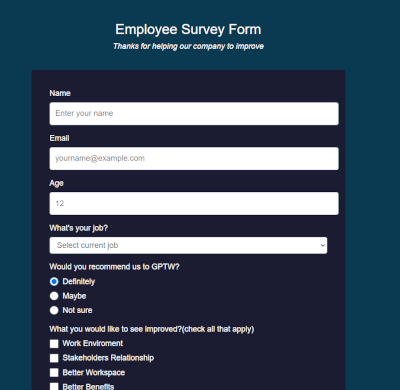 Employee Survey Form
Thanks for helping our company to improve
Name
Enter your name
Email
yourname@example.com
Age
12
What's your job?
Select current job
Would you recommend us to GPTW?
Definitely
Maybe
Not sure
What you would like to see improved?(check all that apply)
Work Enviroment
Stakeholders Relationship
Better Workspace
Better Benefits